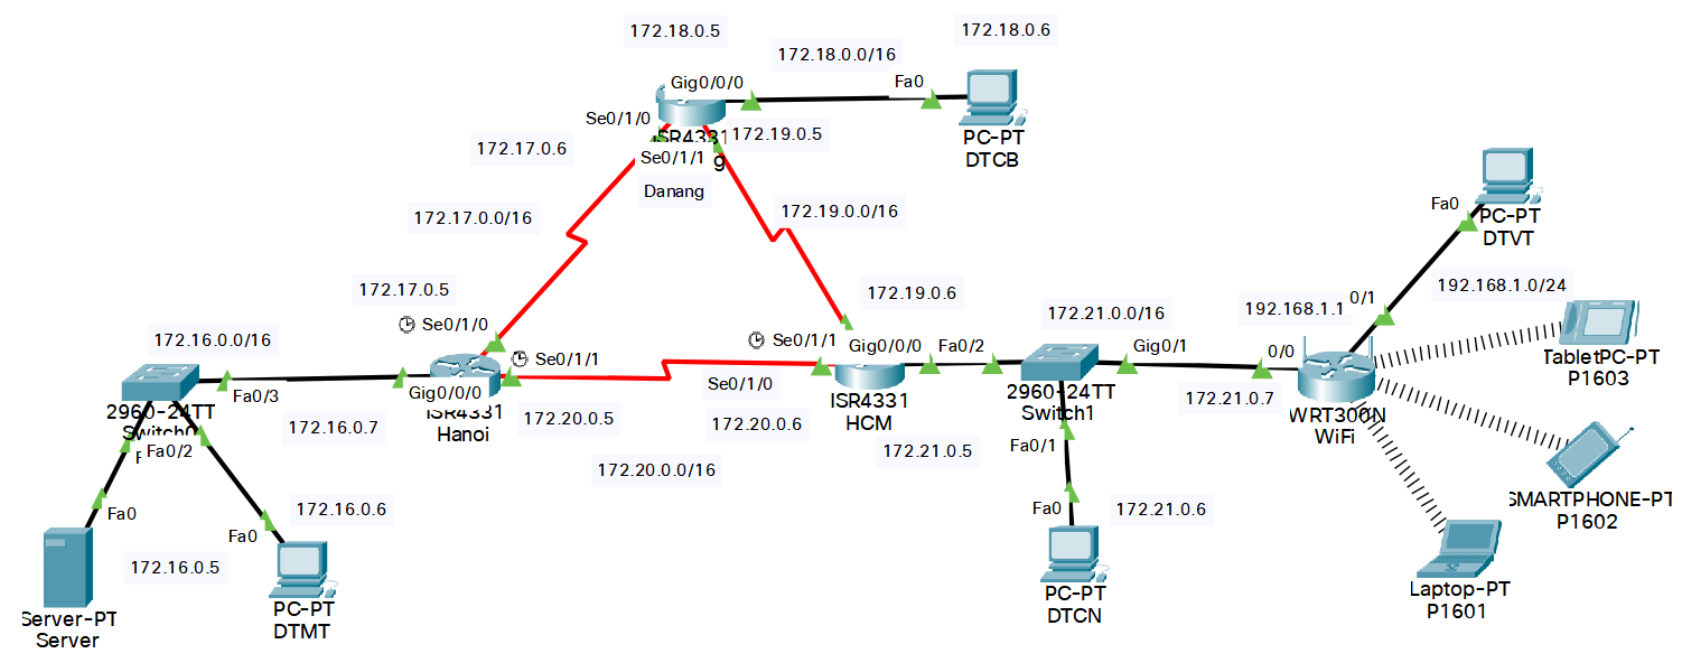 172.18.0.5
172.18.0.6
172.18.0.0/16
Gig0/0/0
Fa0
Se0/1/0
172.19.0.5
PC-PT
DTCB
172.17.0.6
Se0/1/1
Danang
172.17.0.0/16
172.19.0.0/16
Fa0
PC-PT
DTVT
192.168.1.0/24
172.17.0.5
172.19.0.6
172.21.0.0/16
192.168.1.1
0/1
Se0/1/0
172.16.0.0/16
Se0/1/1
Se0/1/1
Gig0/0/0
Fa0/2
Gig0/1
0/0
TabletPC-PT
P1603
Fa0/3
Gig0/0/0
Se0/1/0
2960-24TT
Switch0
ISR4331
Hanoi
ISR4331
HCM
2960-24TT
Switch1
172.21.0.7
WRT300N
WiFi
172.16.0.7
172.20.0.5
172.20.0.6
172.21.0.5
Fa0/2
Fa0/1
172.20.0.0/16
SMARTPHONE-PT
P1602
Fa0
172.16.0.6
Fa0
Fa0
172.21.0.6
172.16.0.5
PC-PT
DTMT
PC-PT
DTCN
Laptop-PT
P1601
Server-PT
Server